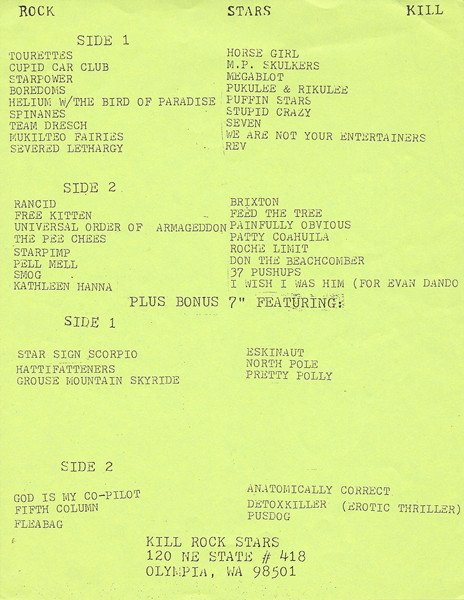 ROCK STARS KILL
SIDE 1
TOURETTES HORSE GIRL
CUPID CAR CLUB M.P. SKULKERS
STARPOWER MEGABLOT
BOREDOMS PUKULEE & RIKULEE
HELIUM W/THE BIRD OF PARADISE PUFFIN STARS
SPINANES STUPID CRAZY
TEAM DRESCH SEVEN
MUKILTEO FAIRIES WE ARE NOT YOUR ENTERTAINERS
SEVERED LETHARGY REV
SIDE 2
RANCID BRIXTON
FREE KITTEN FEED THE TREE
UNIVERSAL ORDER OF ARMAGEDDON PAINFULLY OBVIOUS
THE PEE CHEES PATTY COAHUILA
STARPIMP ROCHE LIMIT
PELL MELL DON THE BEACHCOMBER
SMOG 37 PUSHUPS
KATHLEEN HANNA I WISH I WAS HIM (FOR EVAN DANDO
PLUS BONUS 7" FEATURING:
SIDE 1
STAR SIGN SCORPIO ESKINAUT
HATTIFATTENERS NORTH POLE
GROUSE MOUNTAIN SKYRIDE PRETTY POLLY
SIDE 2
GOD IS MY CO-PILOT ANATOMICALLY CORRECT
FIFTH COLUMN DETOXKILLER (EROTIC THRILLER)
FLEABAG PUSDOG
KILL ROCK STARS
120 NE STATE # 418
OLYMPIA, WA 98501